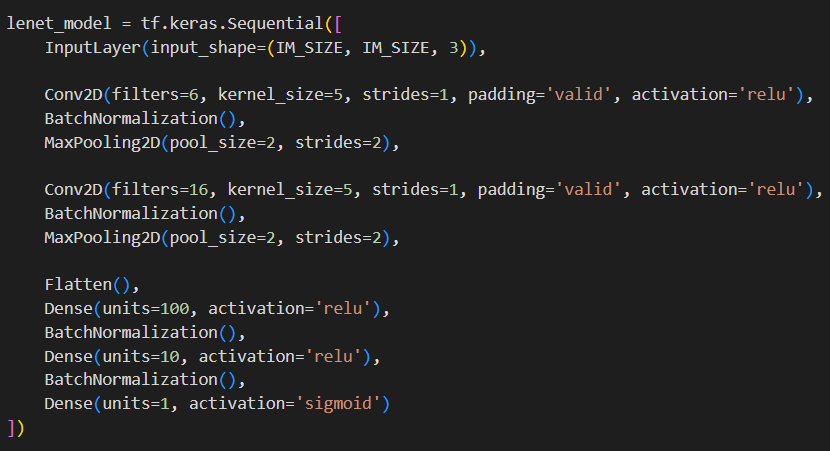 lenet_model = tf.keras.Sequential([
    InputLayer(input_shape=(IM_SIZE, IM_SIZE, 3)),
    Conv2D(filters=6, kernel_size=5, strides=1, padding='valid', activation='relu'),
    BatchNormalization(),
    MaxPooling2D(pool_size=2, strides=2),
    Conv2D(filters=16, kernel_size=5, strides=1, padding='valid', activation='relu'),
    BatchNormalization(),
    MaxPooling2D(pool_size=2, strides=2),
    Flatten(),
    Dense(units=100, activation='relu'),
    BatchNormalization(),
    Dense(units=10, activation='relu'),
    BatchNormalization(),
    Dense(units=1, activation='sigmoid')
])